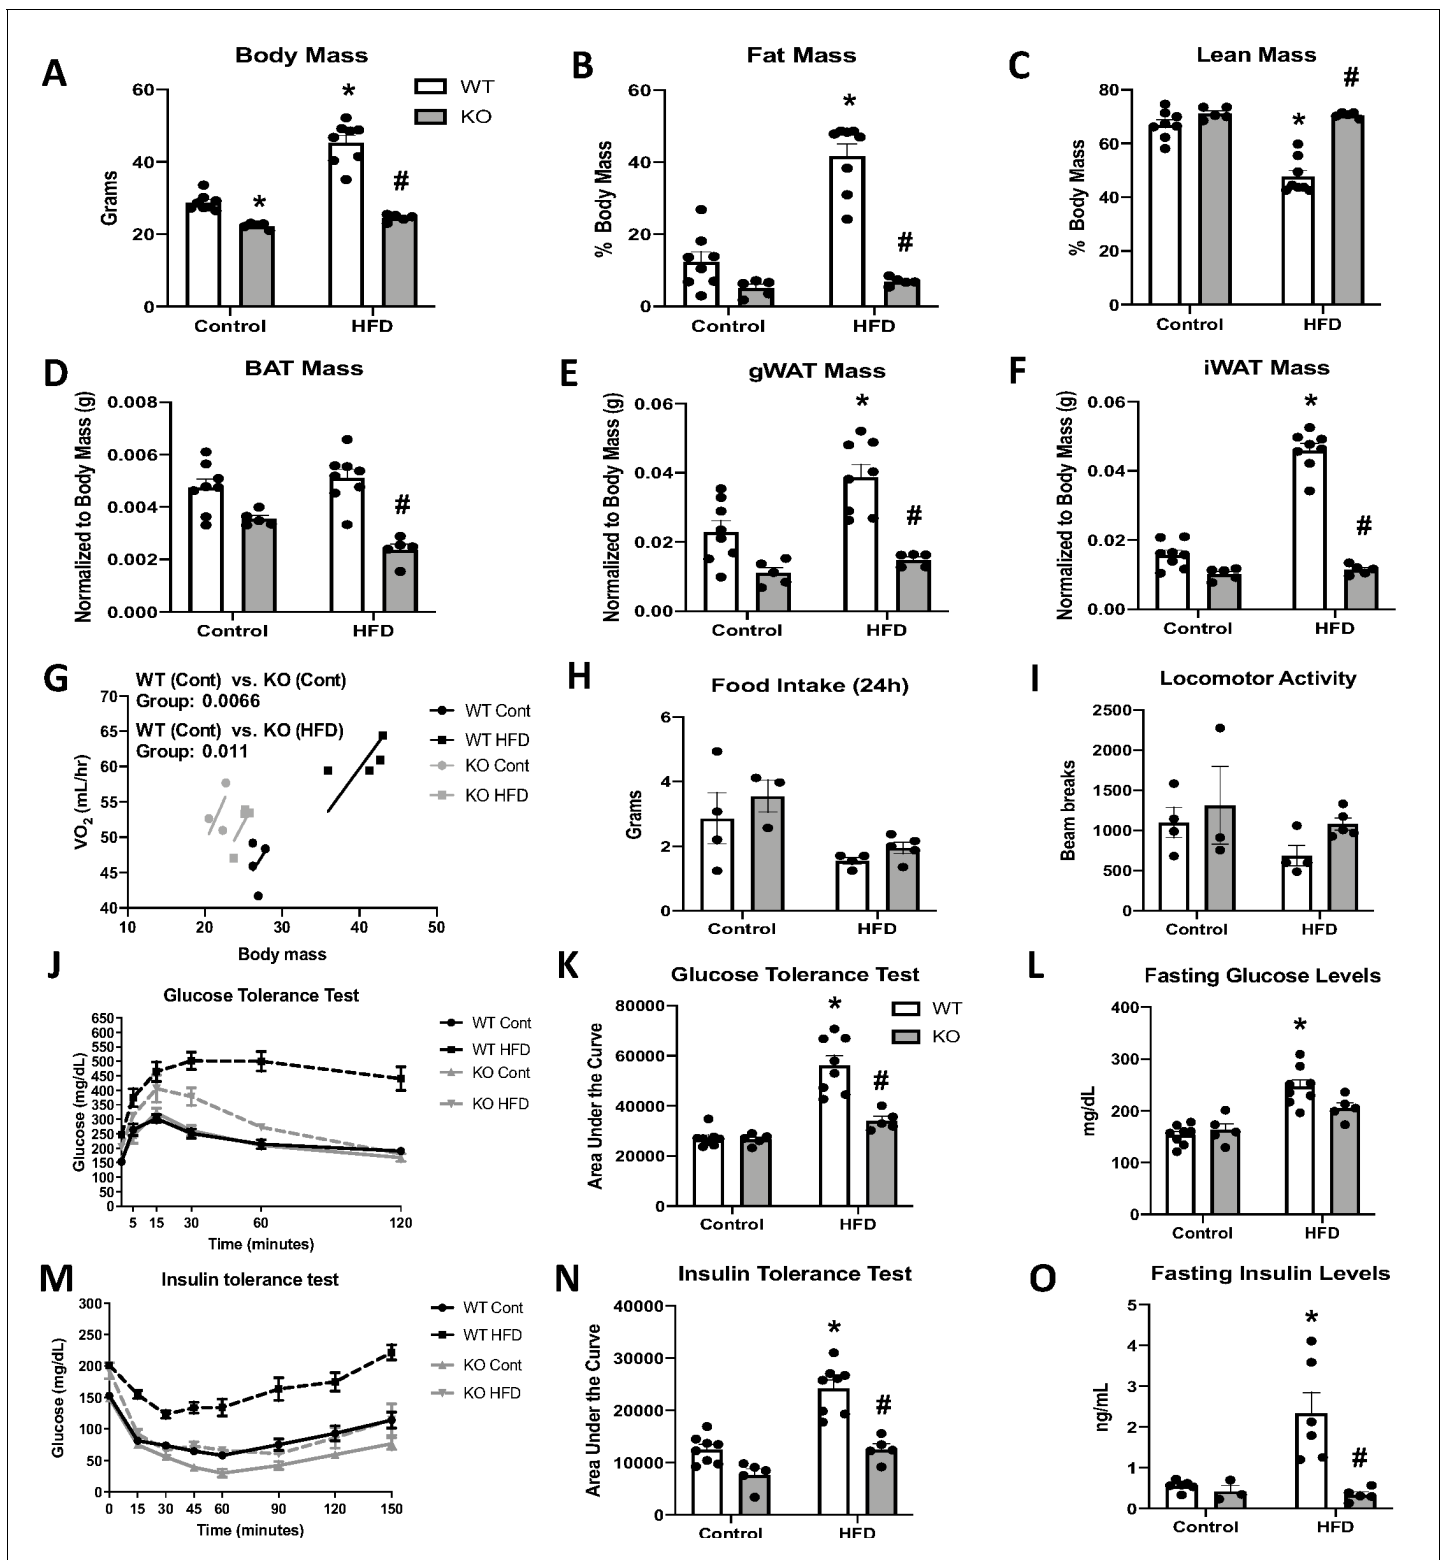 A
Body Mass
WT
KO
Grams
60
40
20
0
*
*
#
Control
HFD
B
Fat Mass
% Body Mass
60
40
20
0
*
#
Control
HFD
C
Lean Mass
% Body Mass
80
60
40
20
0
*
#
Control
HFD
D
BAT Mass
Normalized to Body Mass (g)
0.008
0.006
0.004
0.002
0.000
#
Control
HFD
E
gWAT Mass
Normalized to Body Mass (g)
0.06
0.04
0.02
0.00
*
#
Control
HFD
F
iWAT Mass
Normalized to Body Mass (g)
0.06
0.04
0.02
0.00
*
#
Control
HFD
G
WT (Cont) vs. KO (Cont)
Group: 0.0066
WT (Cont) vs. KO (HFD)
Group: 0.011
VO2 (mL/hr)
70
65
60
55
50
45
40
10
20
30
40
50
Body mass
WT Cont
WT HFD
KO Cont
KO HFD
H
Food Intake (24h)
Grams
6
4
2
0
Control
HFD
I
Locomotor Activity
Beam breaks
2500
2000
1500
1000
500
0
Control
HFD
J
Glucose Tolerance Test
Glucose (mg/dL)
650
600
550
500
450
400
350
300
250
200
150
100
50
0
5
15
30
60
120
Time (minutes)
WT Cont
WT HFD
KO Cont
KO HFD
K
Glucose Tolerance Test
Area Under the Curve
80000
60000
40000
20000
0
*
#
WT
KO
Control
HFD
L
Fasting Glucose Levels
mg/dL
400
300
200
100
0
*
Control
HFD
M
Insulin tolerance test
Glucose (mg/dL)
300
250
200
150
100
50
0
0
15
30
45
60
90
120
150
Time (minutes)
WT Cont
WT HFD
KO Cont
KO HFD
N
Insulin Tolerance Test
Area Under the Curve
40000
30000
20000
10000
0
*
#
Control
HFD
O
Fasting Insulin Levels
ng/mL
5
4
3
2
1
0
*
#
Control
HFD